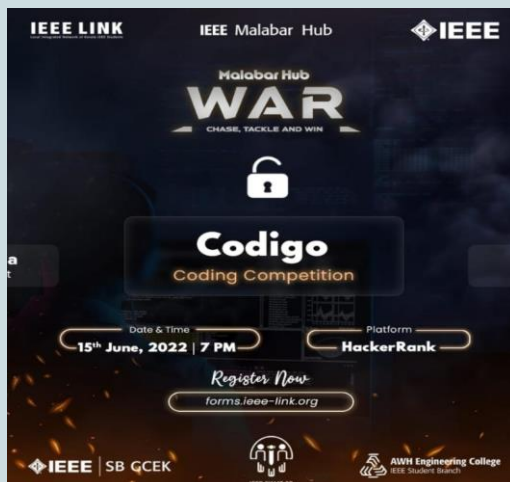 IEEE LINK
IEEE Malabar Hub
IEEE
Malabar Hub
WAR
CHASE, TACKLE AND WIN
Codigo
Coding Competition
a
t
Date & Time
15th June, 2022 | 7 PM
Platform
HackerRank
Register Now
forms.ieee-link.org
IEEE | SB GCEK
AWH Engineering College
IEEE Student Branch